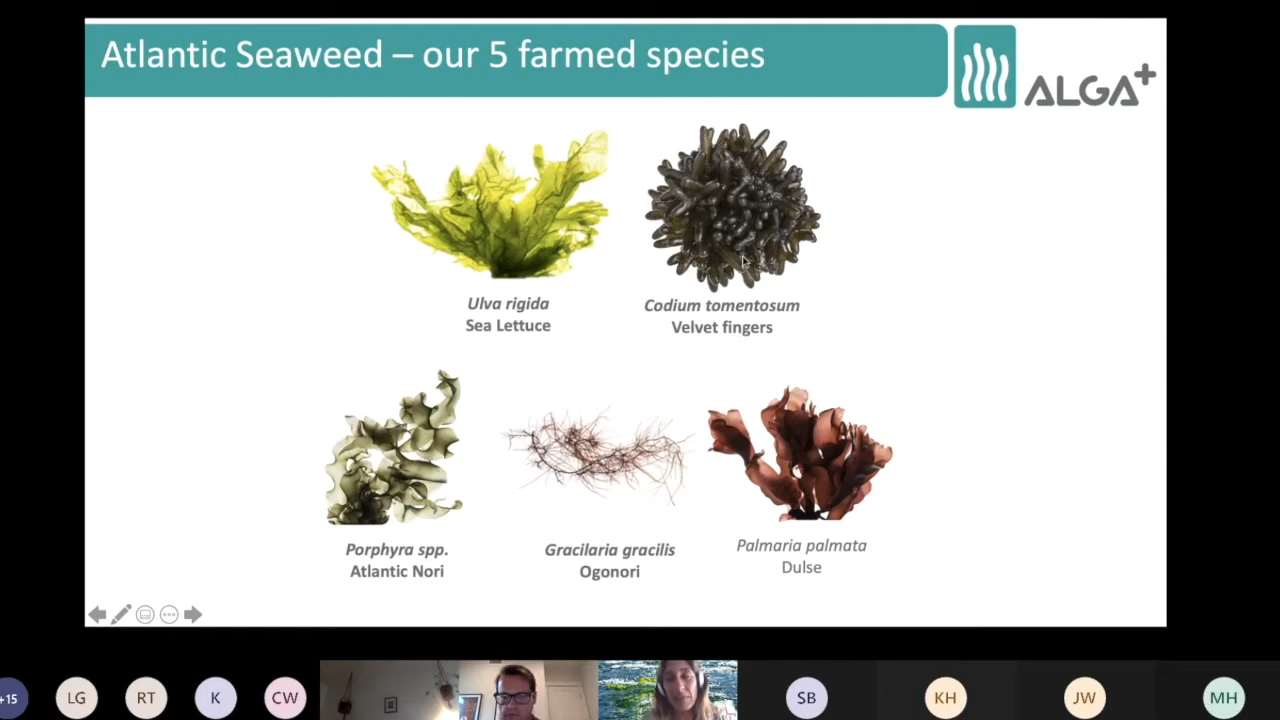 Atlantic Seaweed – our 5 farmed species
ALGA+
Ulva rigida
Sea Lettuce
Codium tomentosum
Velvet fingers
Porphyra spp.
Atlantic Nori
Gracilaria gracilis
Ogonori
Palmaria palmata
Dulse
+15
LG
RT
K
CW
SB
KH
JW
MH